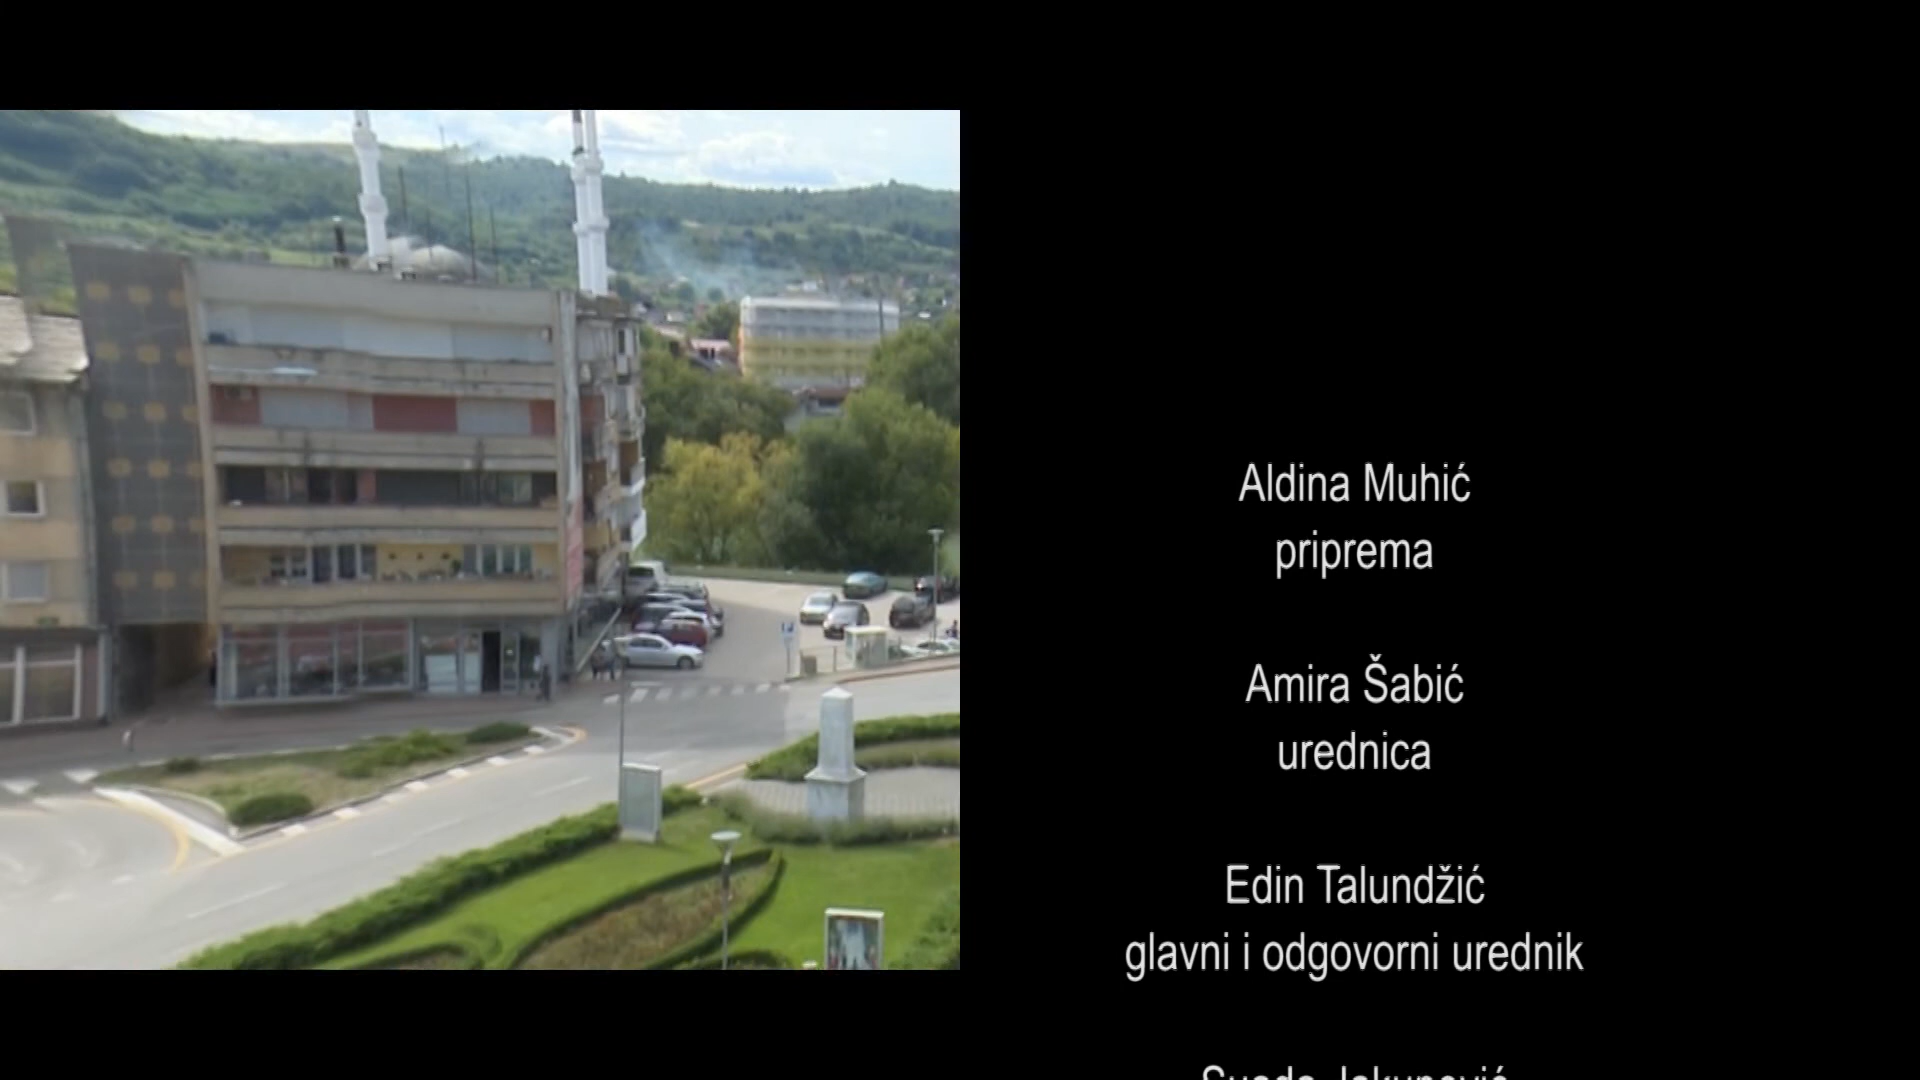 Aldina Muhić
priprema
Amira Šabić
urednica
Edin Talundžić
glavni i odgovorni urednik